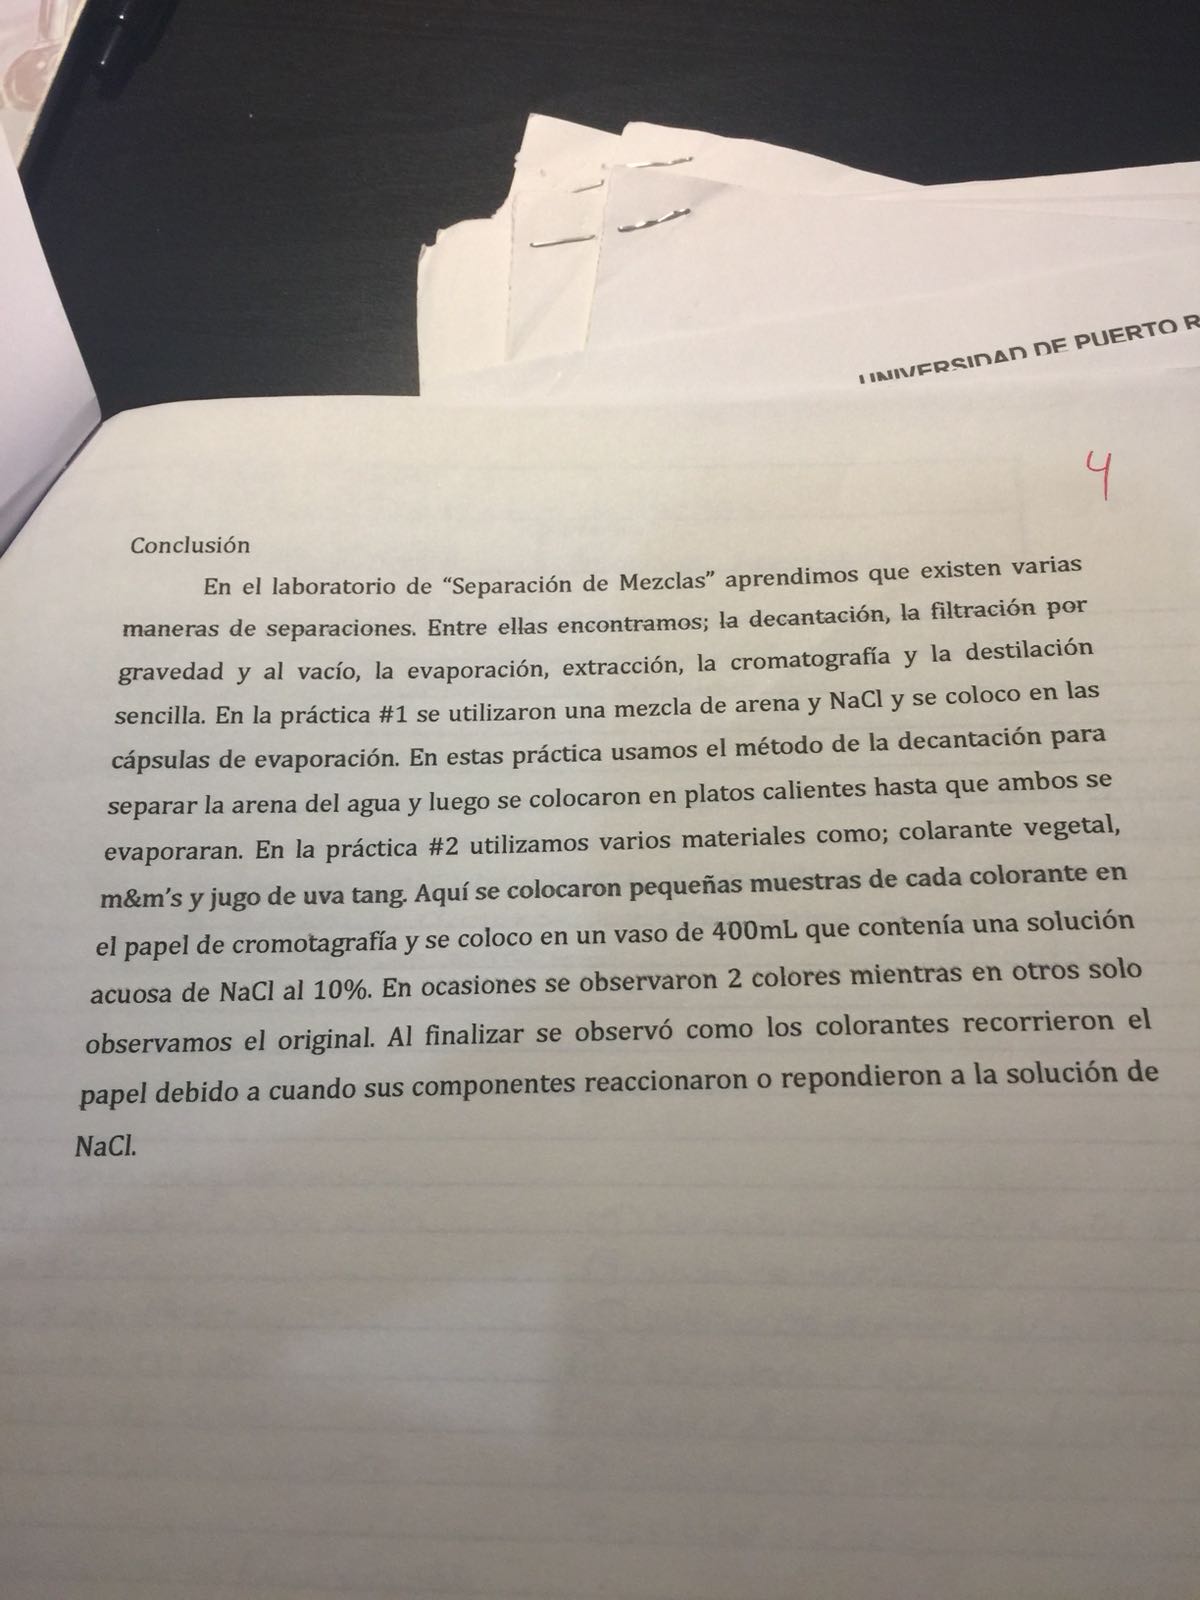 UNIVERSIDAD DE PUERTO R
4
Conclusión
En el laboratorio de “Separación de Mezclas” aprendimos que existen varias
maneras de separaciones. Entre ellas encontramos; la decantación, la filtración por
gravedad y al vacío, la evaporación, extracción, la cromatografía y la destilación
sencilla. En la práctica #1 se utilizaron una mezcla de arena y NaCl y se coloco en las
cápsulas de evaporación. En estas práctica usamos el método de la decantación para
separar la arena del agua y luego se colocaron en platos calientes hasta que ambos se
evaporaran. En la práctica #2 utilizamos varios materiales como; colarante vegetal,
m&m’s y jugo de uva tang. Aquí se colocaron pequeñas muestras de cada colorante en
el papel de cromotagrafía y se coloco en un vaso de 400mL que contenía una solución
acuosa de NaCl al 10%. En ocasiones se observaron 2 colores mientras en otros solo
observamos el original. Al finalizar se observó como los colorantes recorrieron el
papel debido a cuando sus componentes reaccionaron o repondieron a la solución de
NaCl.